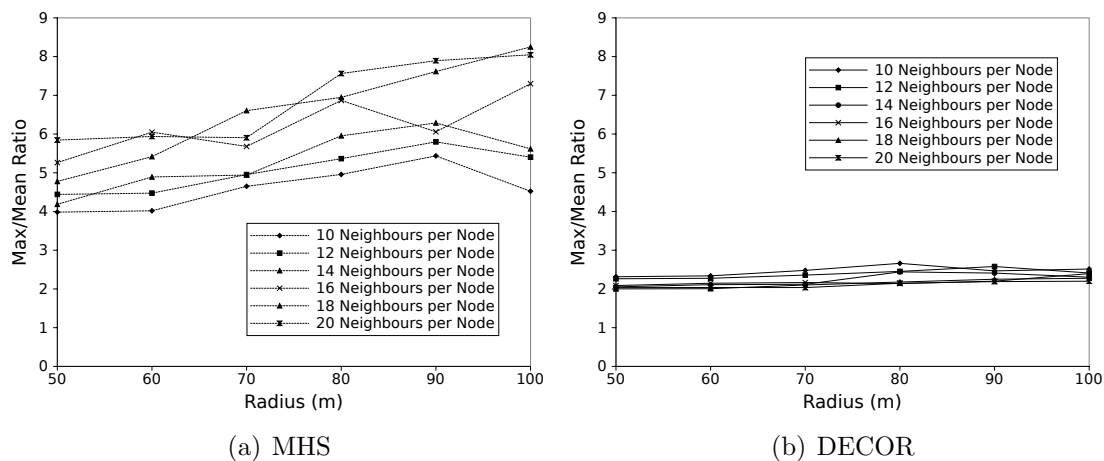 9
8
7
6
5
4
3
2
1
0
Max/Mean Ratio
10 Neighbours per Node
12 Neighbours per Node
14 Neighbours per Node
16 Neighbours per Node
18 Neighbours per Node
20 Neighbours per Node
50 60 70 80 90 100
Radius (m)
(a) MHS
9
8
7
6
5
4
3
2
1
0
Max/Mean Ratio
10 Neighbours per Node
12 Neighbours per Node
14 Neighbours per Node
16 Neighbours per Node
18 Neighbours per Node
20 Neighbours per Node
50 60 70 80 90 100
Radius (m)
(b) DECOR